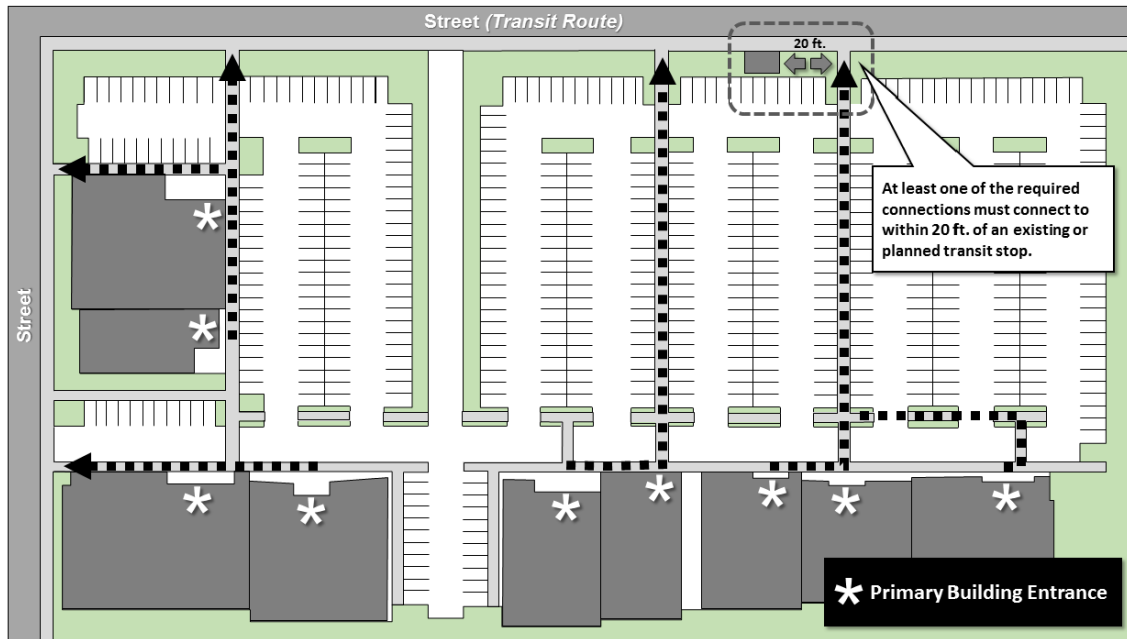 Street (Transit Route)
20 ft.
At least one of the required
connections must connect to
within 20 ft. of an existing or
planned transit stop.
Street
* Primary Building Entrance